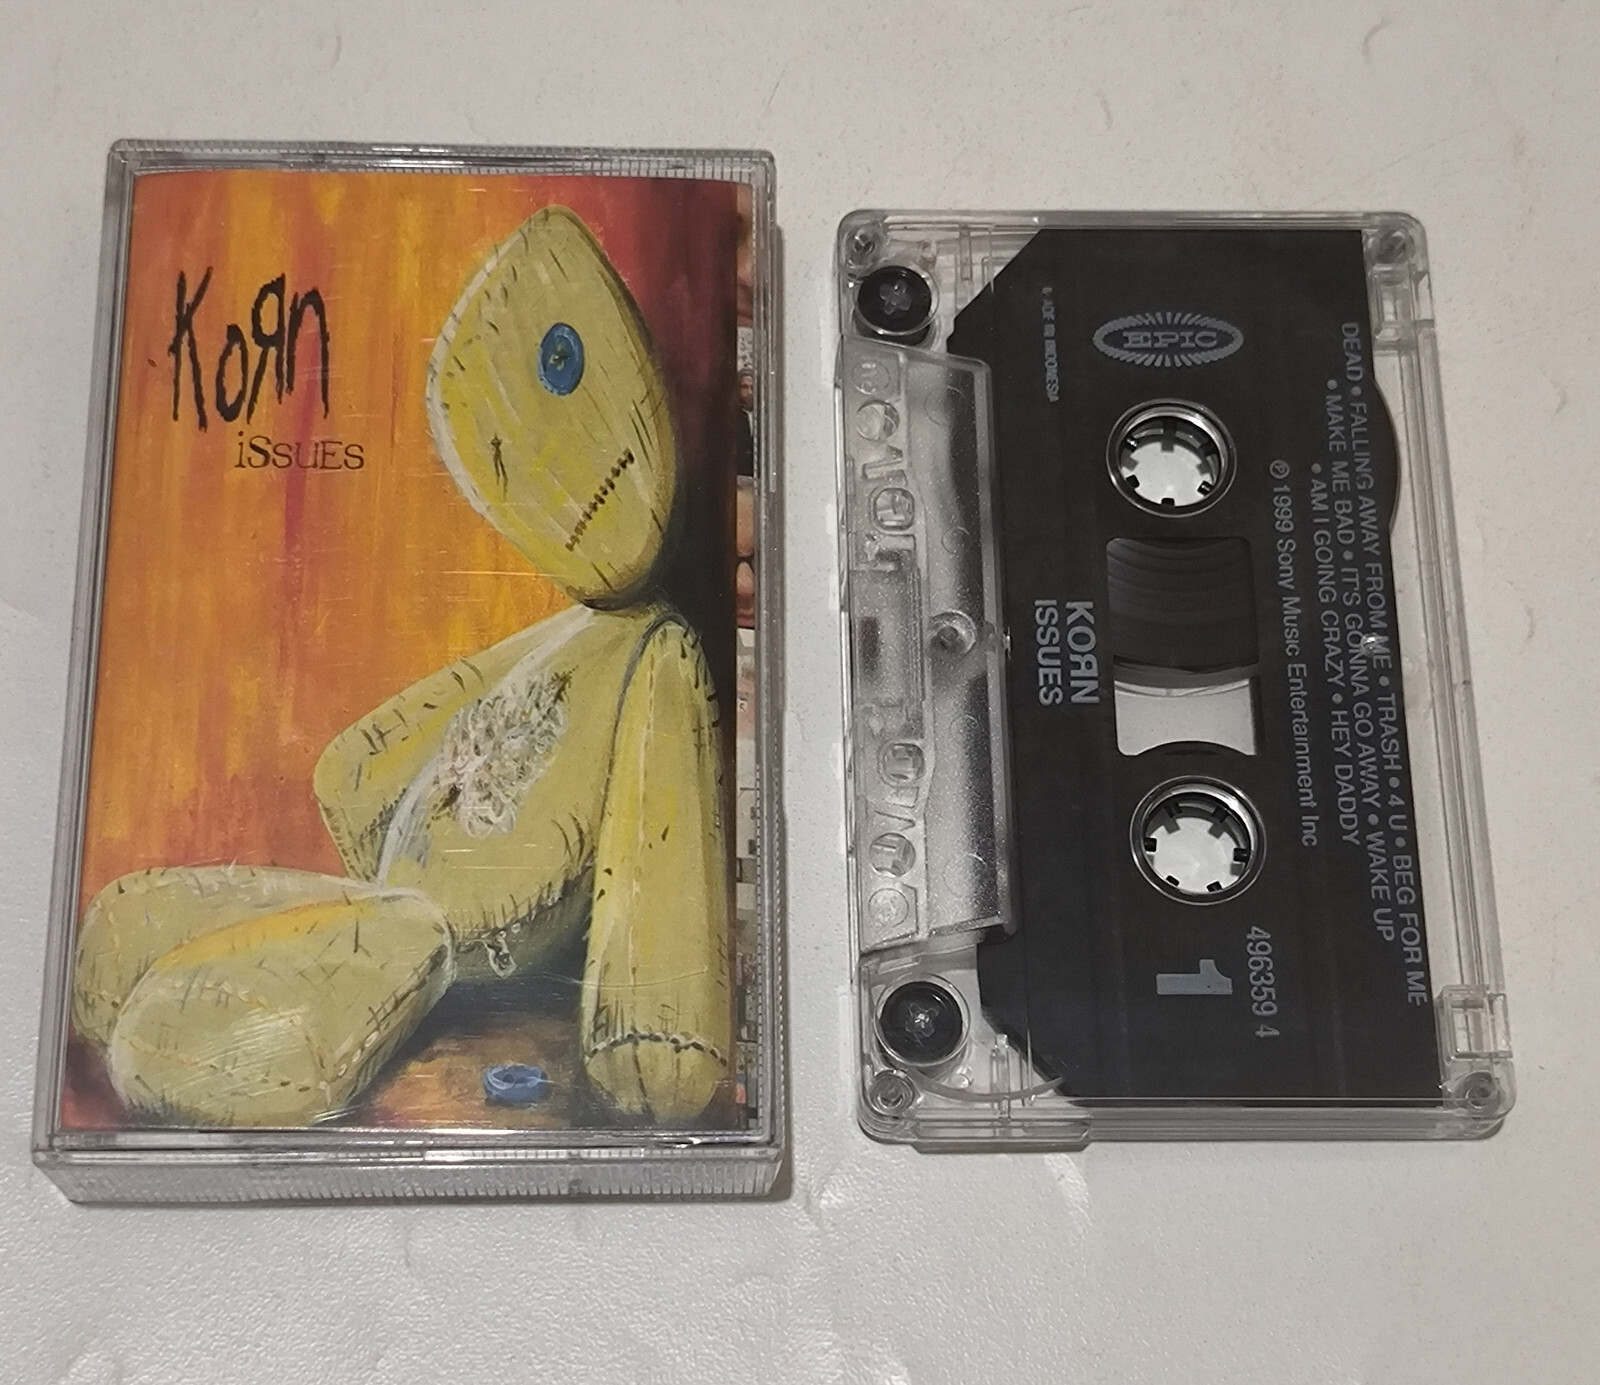 KoЯn
iSSUES
EPIC
DEAD • FALLING AWAY FROM ME • TRASH • 4 U • BEG FOR ME
• MAKE ME BAD • IT'S GONNA GO AWAY • WAKE UP
• AM I GOING CRAZY • HEY DADDY
℗ 1999 Sony Music Entertainment Inc
KOЯN
ISSUES
496359 4
1